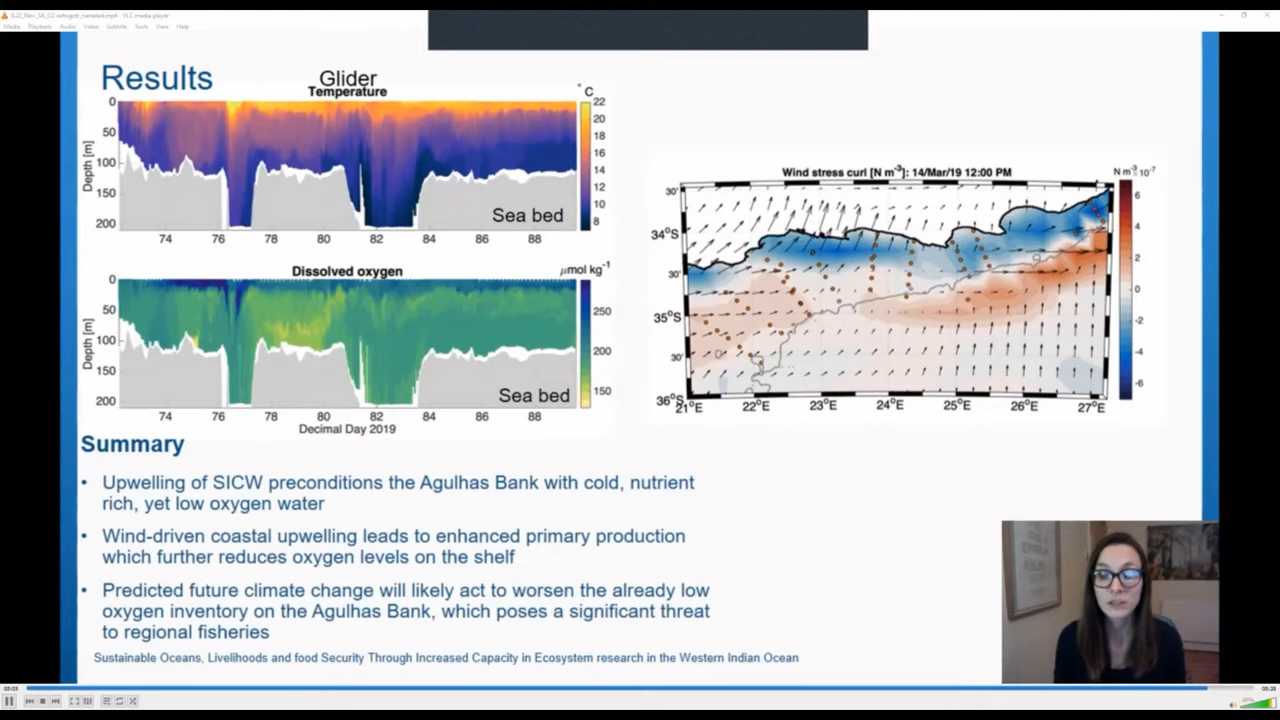 Media Playback Audio Video Subtitle Tools View Help
Results
Glider
Temperature
° C
Depth [m]
0
50
100
150
200
22
20
18
16
14
12
10
8
Sea bed
74 76 78 80 82 84 86 88
Dissolved oxygen
μmol kg-1
Depth [m]
0
50
100
150
200
250
200
150
Sea bed
74 76 78 80 82 84 86 88
Decimal Day 2019
Wind stress curl [N m-3]: 14/Mar/19 12:00 PM
N m-3 10-7
30'
34°S
30'
35°S
30'
36°S
21°E 22°E 23°E 24°E 25°E 26°E 27°E
6
4
2
0
-2
-4
-6
Summary
• Upwelling of SICW preconditions the Agulhas Bank with cold, nutrient
rich, yet low oxygen water
• Wind-driven coastal upwelling leads to enhanced primary production
which further reduces oxygen levels on the shelf
• Predicted future climate change will likely act to worsen the already low
oxygen inventory on the Agulhas Bank, which poses a significant threat
to regional fisheries
Sustainable Oceans, Livelihoods and food Security Through Increased Capacity in Ecosystem research in the Western Indian Ocean